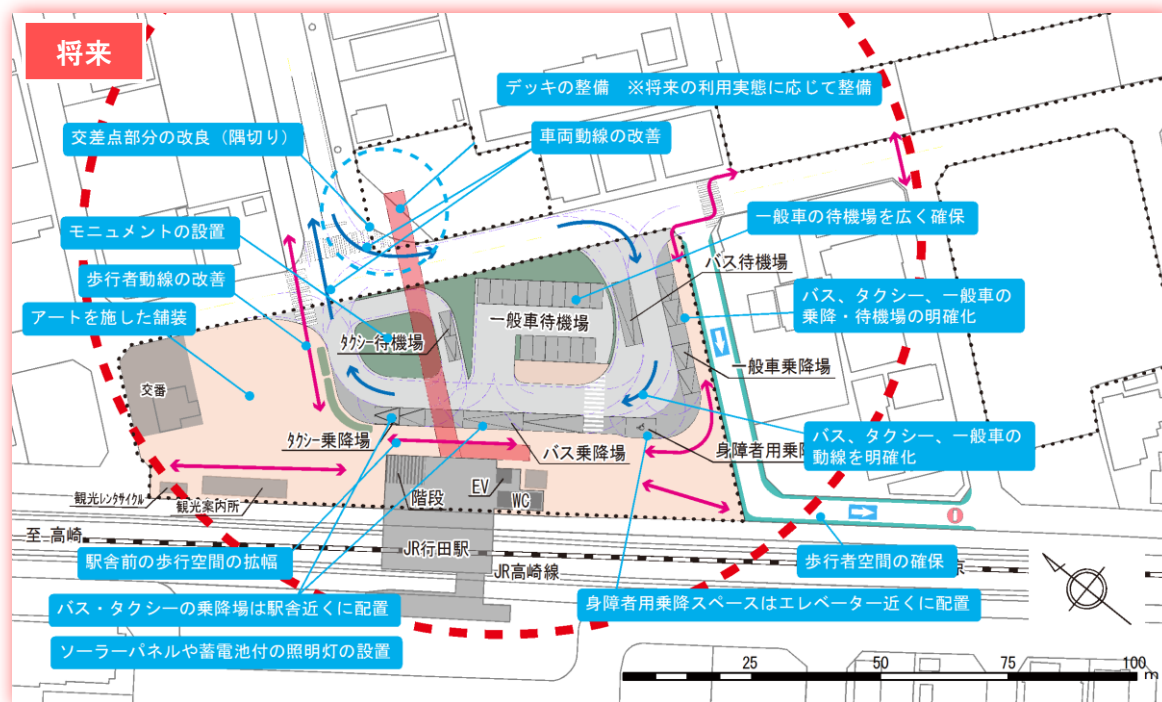 将来
デッキの整備　※将来の利用実態に応じて整備
交差点部分の改良（隅切り）
車両動線の改善
一般車の待機場を広く確保
モニュメントの設置
バス待機場
歩行者動線の改善
バス、タクシー、一般車の
乗降・待機場の明確化
アートを施した舗装
一般車待機場
タクシー待機場
一般車乗降場
交番
バス、タクシー、一般車の
動線を明確化
タクシー乗降場
バス乗降場
身障者用乗降
階段
EV
WC
観光レンタサイクル
観光案内所
至 高崎
JR行田駅
駅舎前の歩行空間の拡幅
JR高崎線
歩行者空間の確保
京
バス・タクシーの乗降場は駅舎近くに配置
身障者用乗降スペースはエレベーター近くに配置
ソーラーパネルや蓄電池付の照明灯の設置
25
50
75
100
m